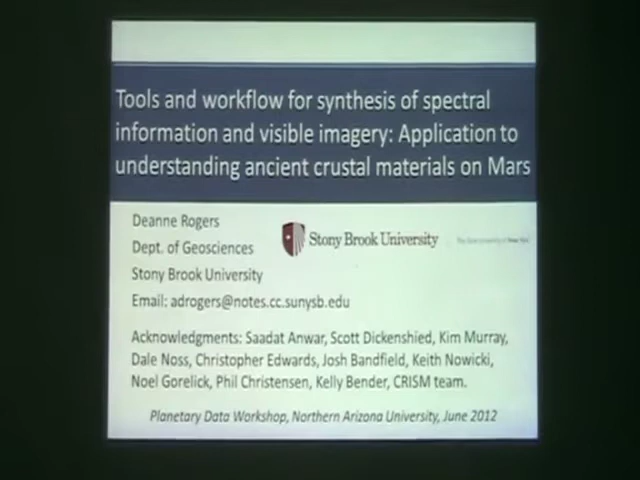 Tools and workflow for synthesis of spectral
information and visible imagery: Application to
understanding ancient crustal materials on Mars
Deanne Rogers
Dept. of Geosciences
Stony Brook University
Stony Brook University
Email: adrogers@notes.cc.sunysb.edu
Acknowledgments: Saadat Anwar, Scott Dickenshied, Kim Murray,
Dale Noss, Christopher Edwards, Josh Bandfield, Keith Nowicki,
Noel Gorelick, Phil Christensen, Kelly Bender, CRISM team.
Planetary Data Workshop, Northern Arizona University, June 2012